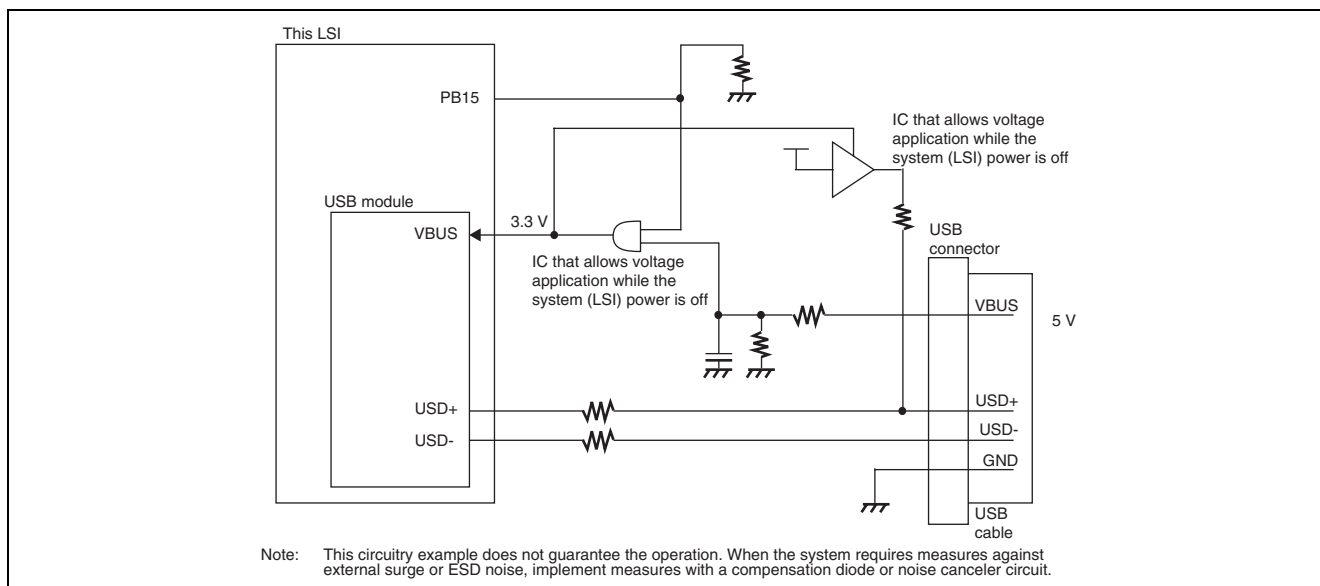 This LSI
PB15
IC that allows voltage
application while the
system (LSI) power is off
USB module
VBUS
3.3 V
IC that allows voltage
application while the
system (LSI) power is off
USB
connector
VBUS
5 V
USD+
USD-
USD+
USD-
GND
USB
cable
Note: This circuitry example does not guarantee the operation. When the system requires measures against
external surge or ESD noise, implement measures with a compensation diode or noise canceler circuit.